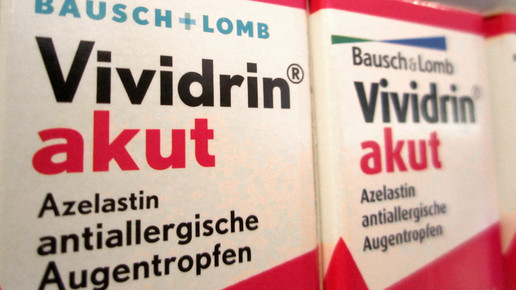 BAUSCH+LOMB
Vividrin®
akut
Azelastin
antiallergische
Augentropfen
Bausch&Lomb
Vividrin®
akut
Azelastin
antiallergische
Augentropfen